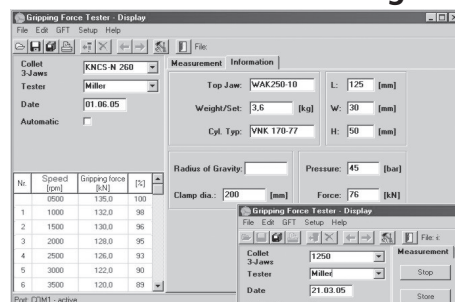 Gripping Force Tester - Display
File Edit GFT Setup Help
File:
Collet
3-Jaws
KNCS-N 260
Tester
Miller
Date
01.06.05
Automatic
Measurement Information
Top Jaw: WAK250-10
L: 125 [mm]
Weight/Set: 3,6 [kg]
W: 30 [mm]
Cyl. Typ: VNK 170-77
H: 50 [mm]
Radius of Gravity:
Pressure: 45 [bar]
Clamp dia.: 200 [mm]
Force: 76 [kN]
Nr. Speed [rpm] Gripping force [kN] [%]
0500 135,0 100
1 1000 132,0 98
2 1500 130,0 96
3 2000 128,0 95
4 2500 126,0 93
5 3000 122,0 90
6 3500 120,0 89
Port COM1 - active
Gripping Force Tester - Display
File Edit GFT Setup Help
File: i:
Collet
3-Jaws
1250
Tester
Miller
Date
21.03.05
Measurement
Stop
Store